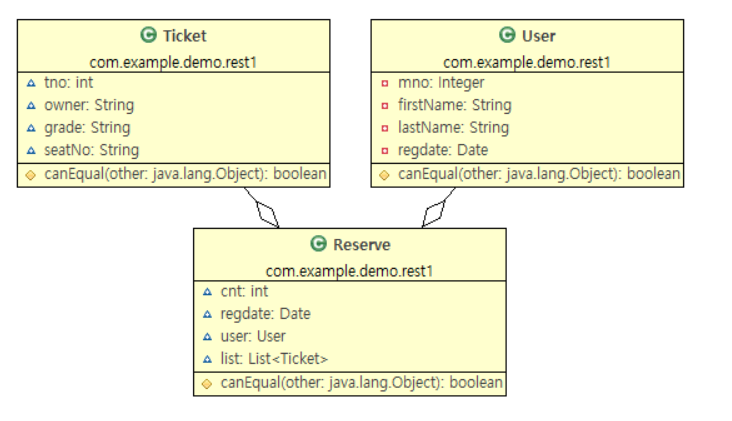 Ticket
com.example.demo.rest1
tno: int
owner: String
grade: String
seatNo: String
canEqual(other: java.lang.Object): boolean
User
com.example.demo.rest1
mno: Integer
firstName: String
lastName: String
regdate: Date
canEqual(other: java.lang.Object): boolean
Reserve
com.example.demo.rest1
cnt: int
regdate: Date
user: User
list: List<Ticket>
canEqual(other: java.lang.Object): boolean